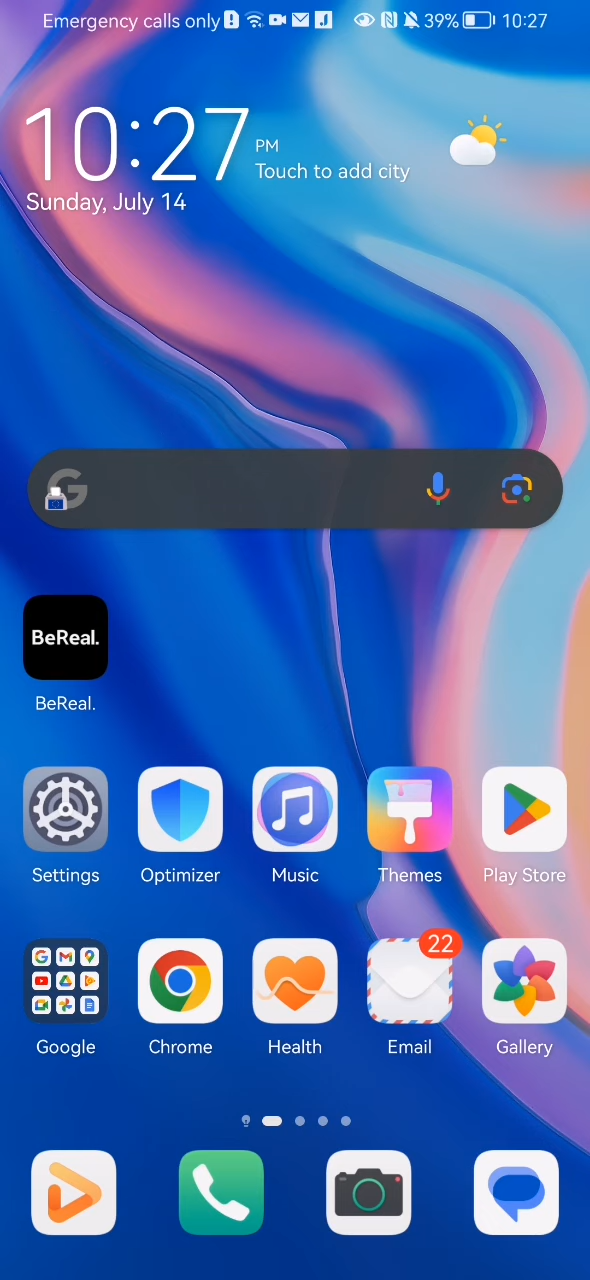 Emergency calls only 39% 10:27
10:27 PM
Touch to add city
Sunday, July 14
BeReal.
BeReal.
Settings Optimizer Music Themes Play Store
22
Google Chrome Health Email Gallery